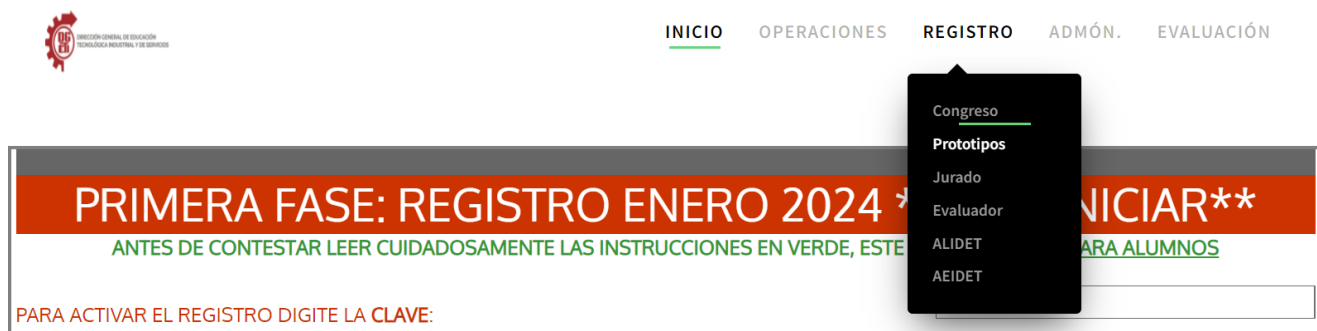 DIRECCIÓN GENERAL DE EDUCACIÓN
TECNOLÓGICA INDUSTRIAL Y DE SERVICIOS
INICIO OPERACIONES REGISTRO ADMÓN. EVALUACIÓN
Congreso
Prototipos
Jurado
Evaluador
ALIDET
AEIDET
PRIMERA FASE: REGISTRO ENERO 2024 * NICIAR**
ANTES DE CONTESTAR LEER CUIDADOSAMENTE LAS INSTRUCCIONES EN VERDE, ESTE ARA ALUMNOS
PARA ACTIVAR EL REGISTRO DIGITE LA CLAVE: